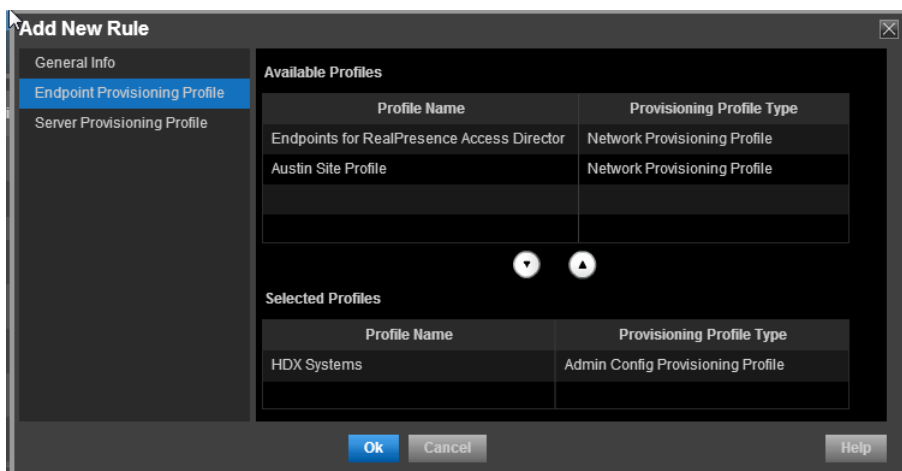 Add New Rule
General Info
Endpoint Provisioning Profile
Server Provisioning Profile
Available Profiles
Profile Name Provisioning Profile Type
Endpoints for RealPresence Access Director Network Provisioning Profile
Austin Site Profile Network Provisioning Profile
Selected Profiles
Profile Name Provisioning Profile Type
HDX Systems Admin Config Provisioning Profile
Ok Cancel Help